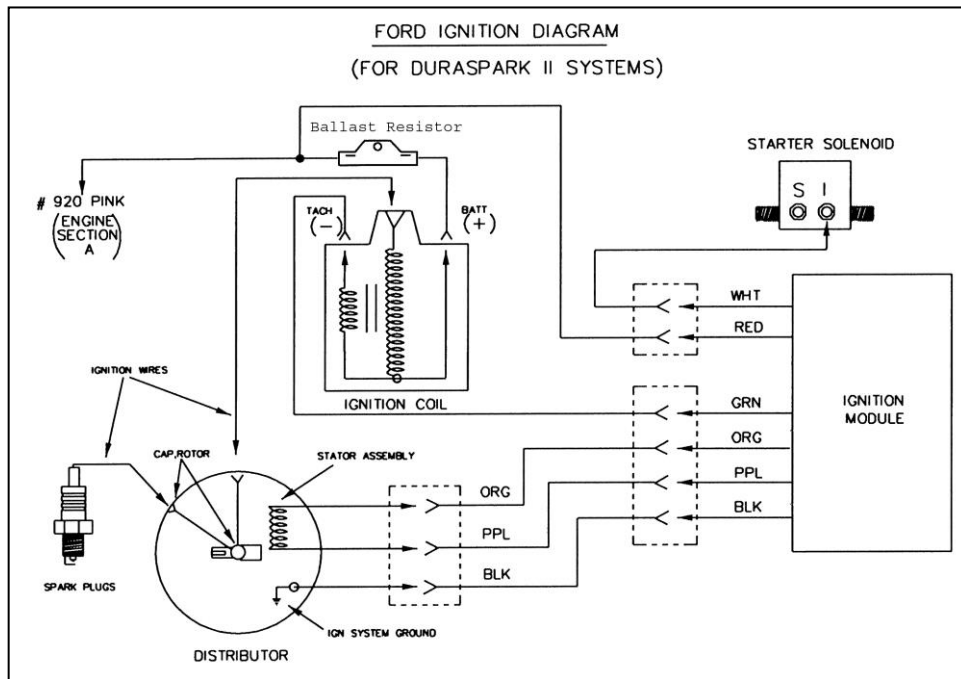 FORD IGNITION DIAGRAM
(FOR DURASPARK II SYSTEMS)
Ballast Resistor
STARTER SOLENOID
S I
# 920 PINK
(ENGINE
SECTION
A)
TACH
(-)
BATT
(+)
WHT
RED
IGNITION WIRES
IGNITION COIL
GRN
IGNITION
MODULE
CAP,ROTOR
STATOR ASSEMBLY
ORG
PPL
BLK
ORG
PPL
BLK
SPARK PLUGS
IGN SYSTEM GROUND
DISTRIBUTOR